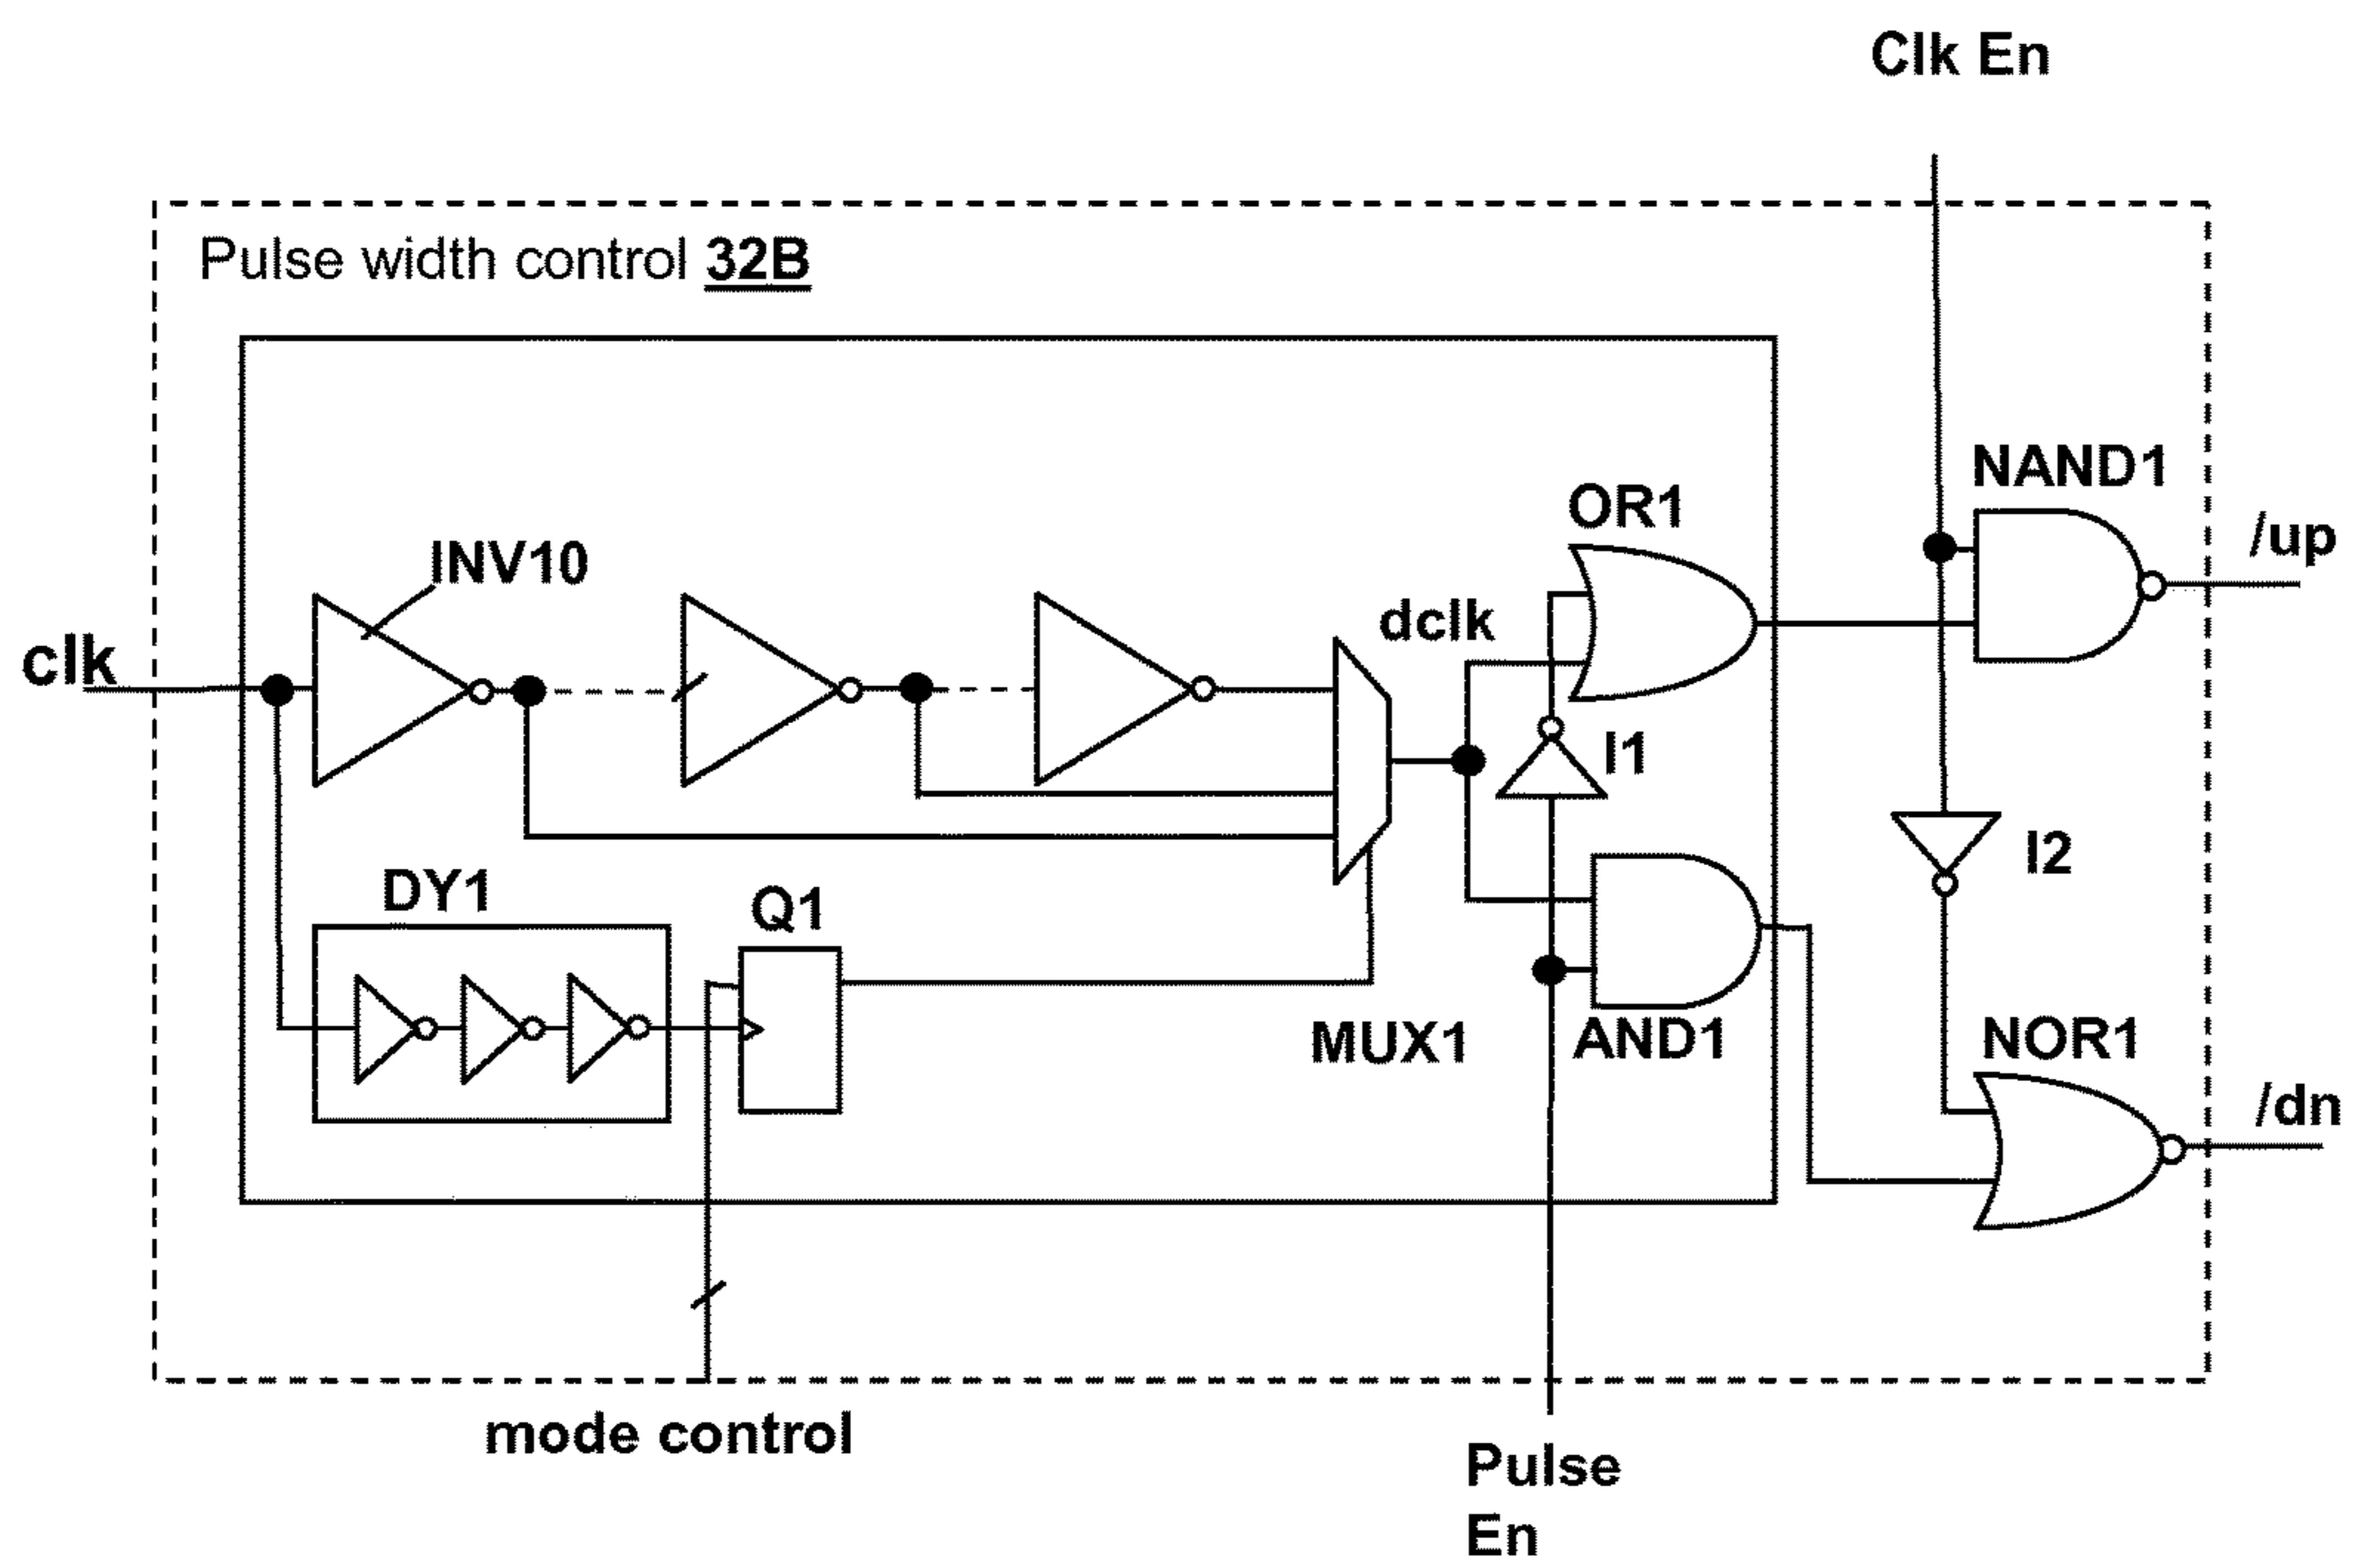 Clk En
Pulse width control 32B
NAND1
OR1
/up
INV10
dclk
clk
I1
I2
DY1
Q1
MUX1
AND1
NOR1
/dn
mode control
Pulse
En